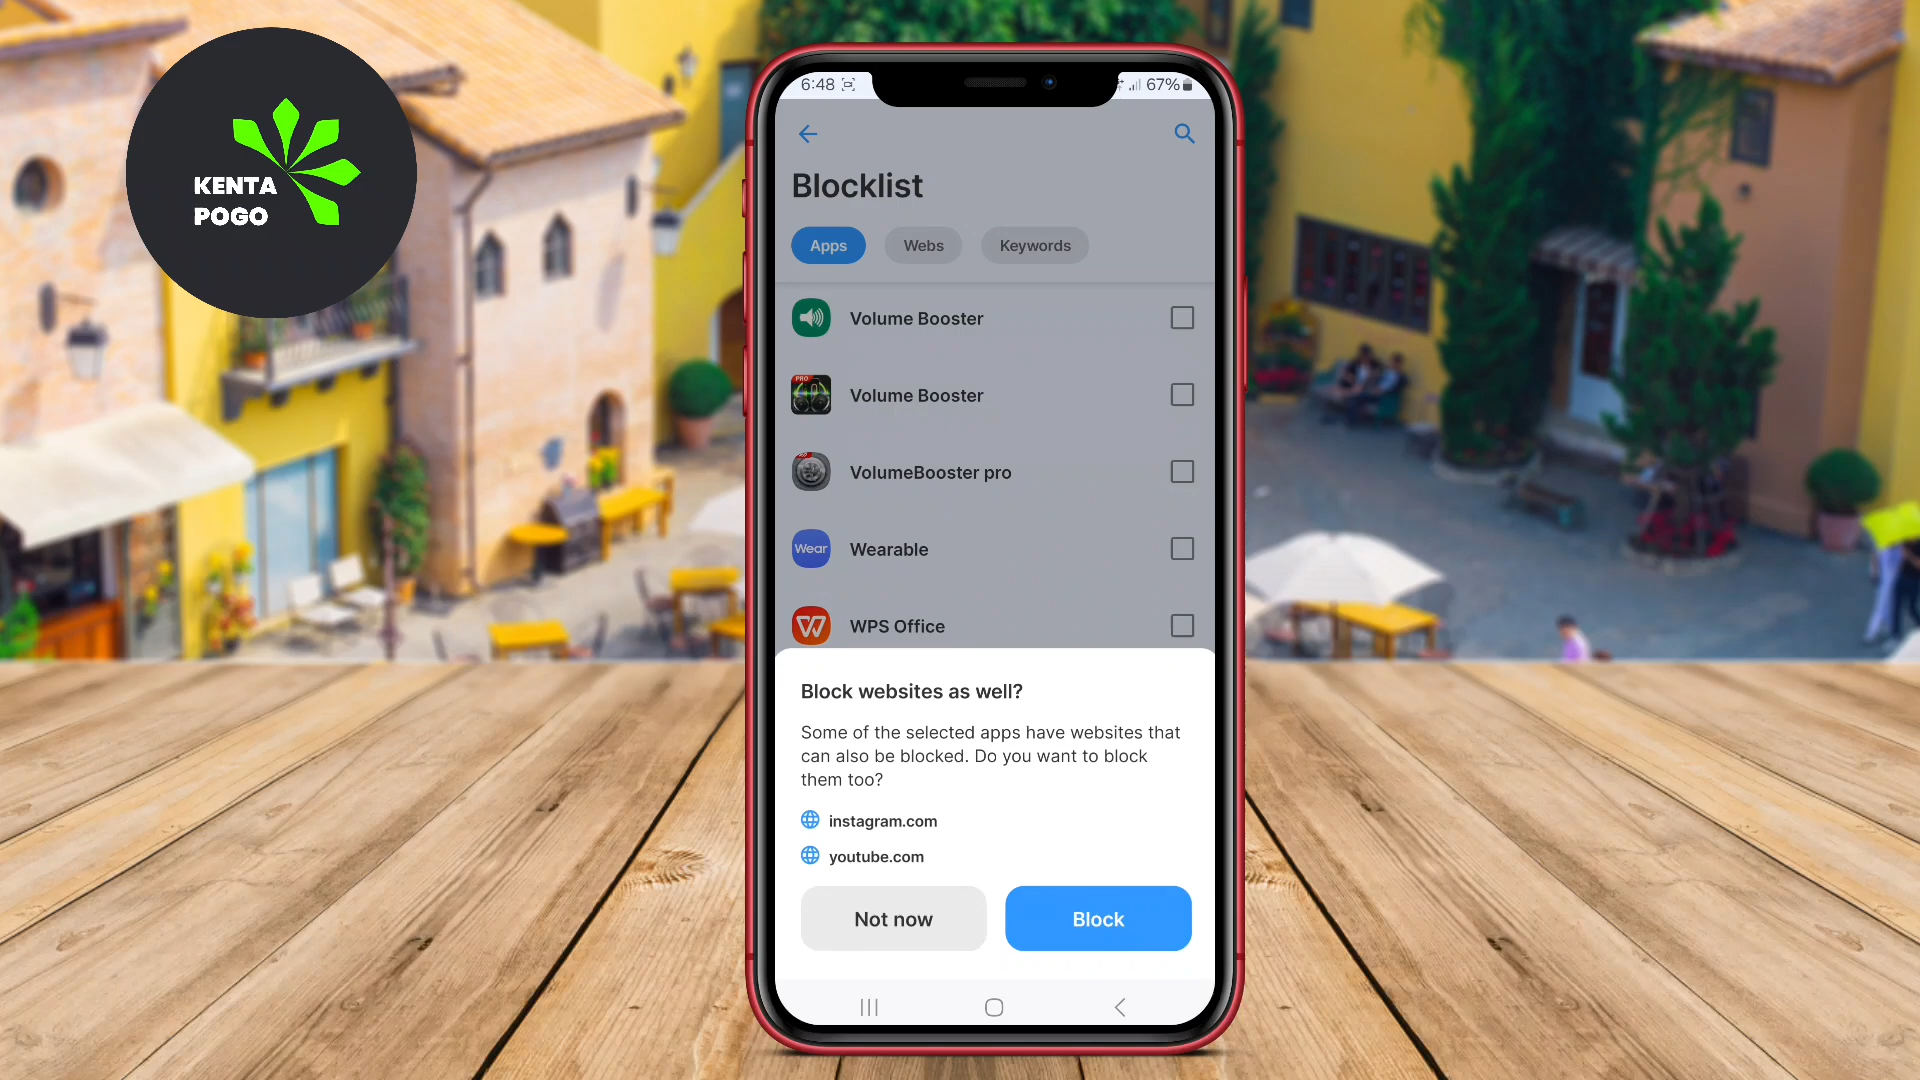 KENTA
POGO
6:48
67%
Blocklist
Apps
Webs
Keywords
Volume Booster
PRO
Volume Booster
VolumeBooster pro
Wear
Wearable
WPS Office
Block websites as well?
Some of the selected apps have websites that
can also be blocked. Do you want to block
them too?
instagram.com
youtube.com
Not now
Block